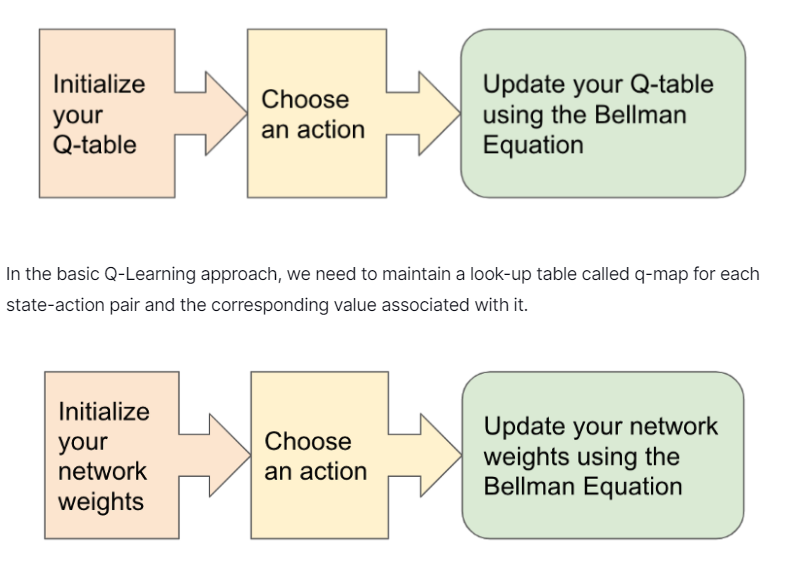 Initialize
your
Q-table
Choose
an action
Update your Q-table
using the Bellman
Equation
In the basic Q-Learning approach, we need to maintain a look-up table called q-map for each
state-action pair and the corresponding value associated with it.
Initialize
your
network
weights
Choose
an action
Update your network
weights using the
Bellman Equation